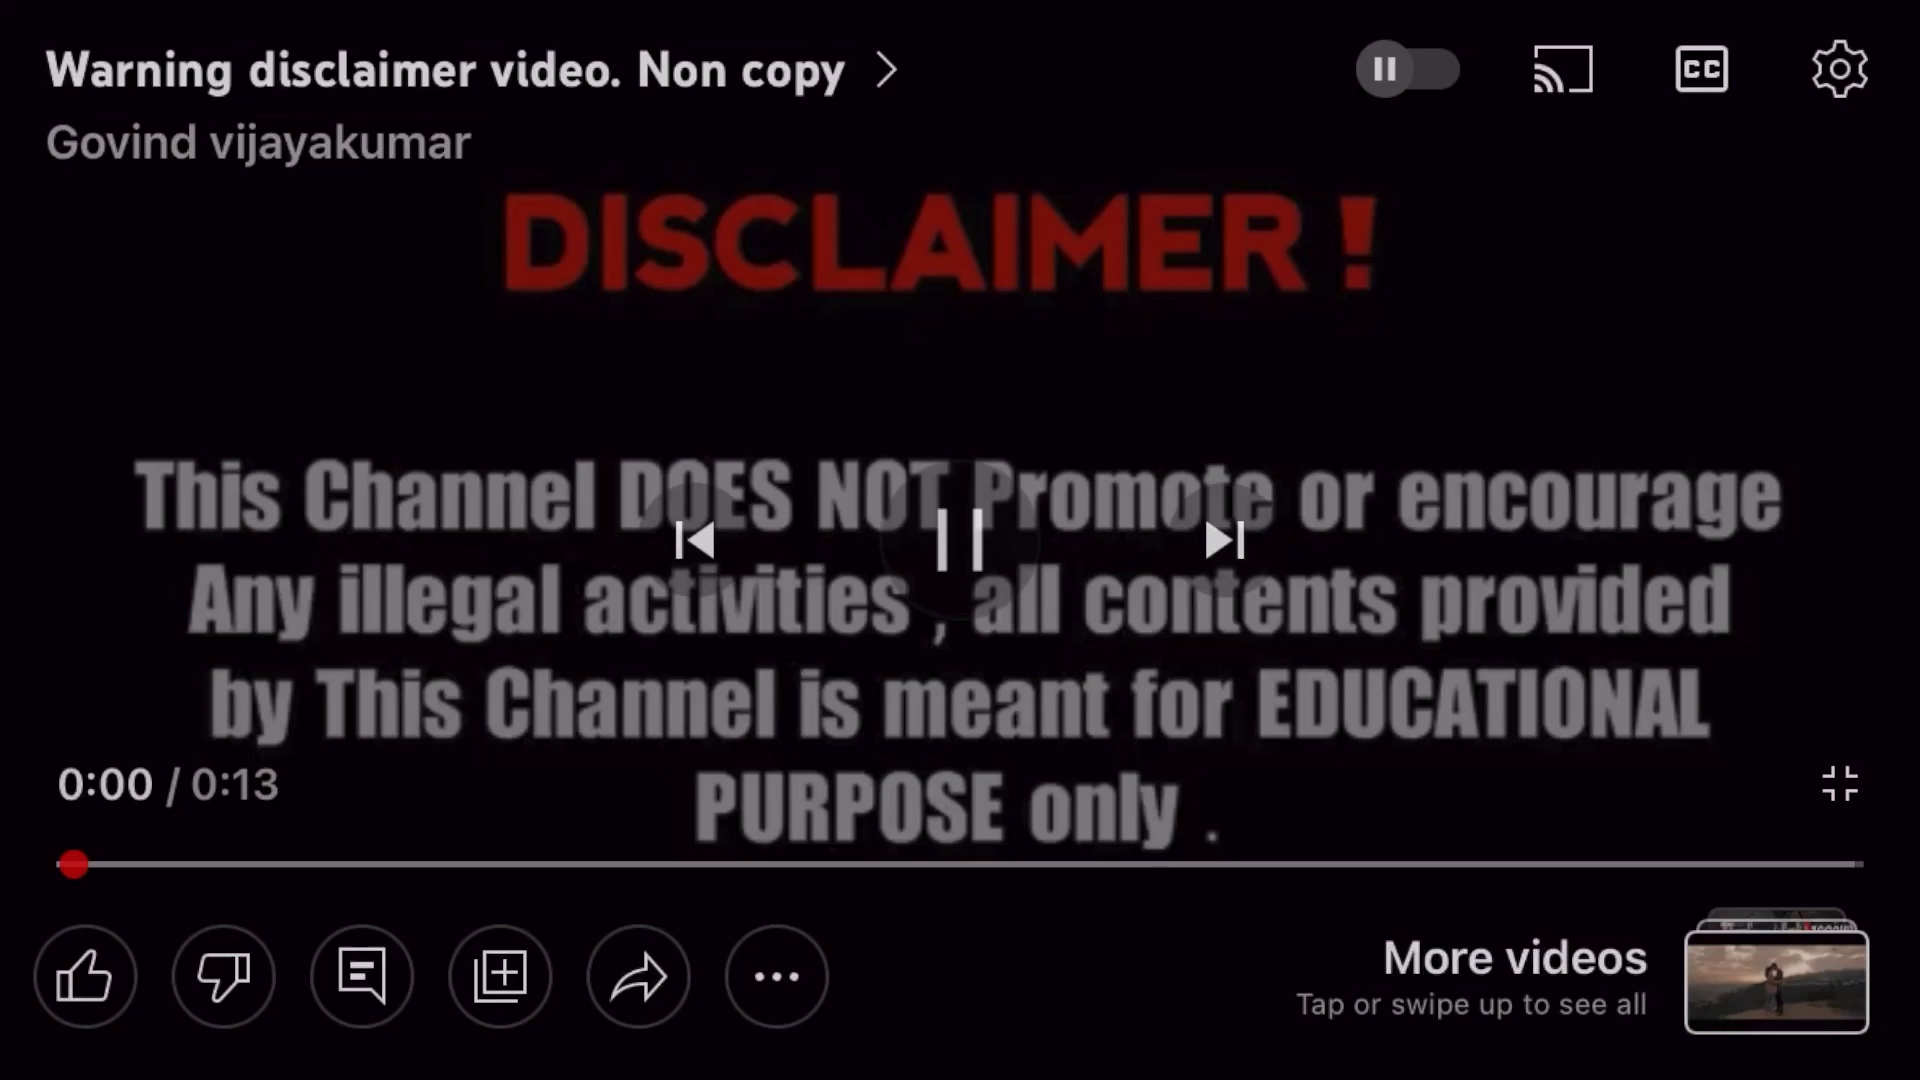 Warning disclaimer video. Non copy
CC
Govind vijayakumar
DISCLAIMER !
This Channel DOES NOT Promote or encourage
Any illegal activities , all contents provided
by This Channel is meant for EDUCATIONAL
PURPOSE only .
0:00 / 0:13
More videos
Tap or swipe up to see all